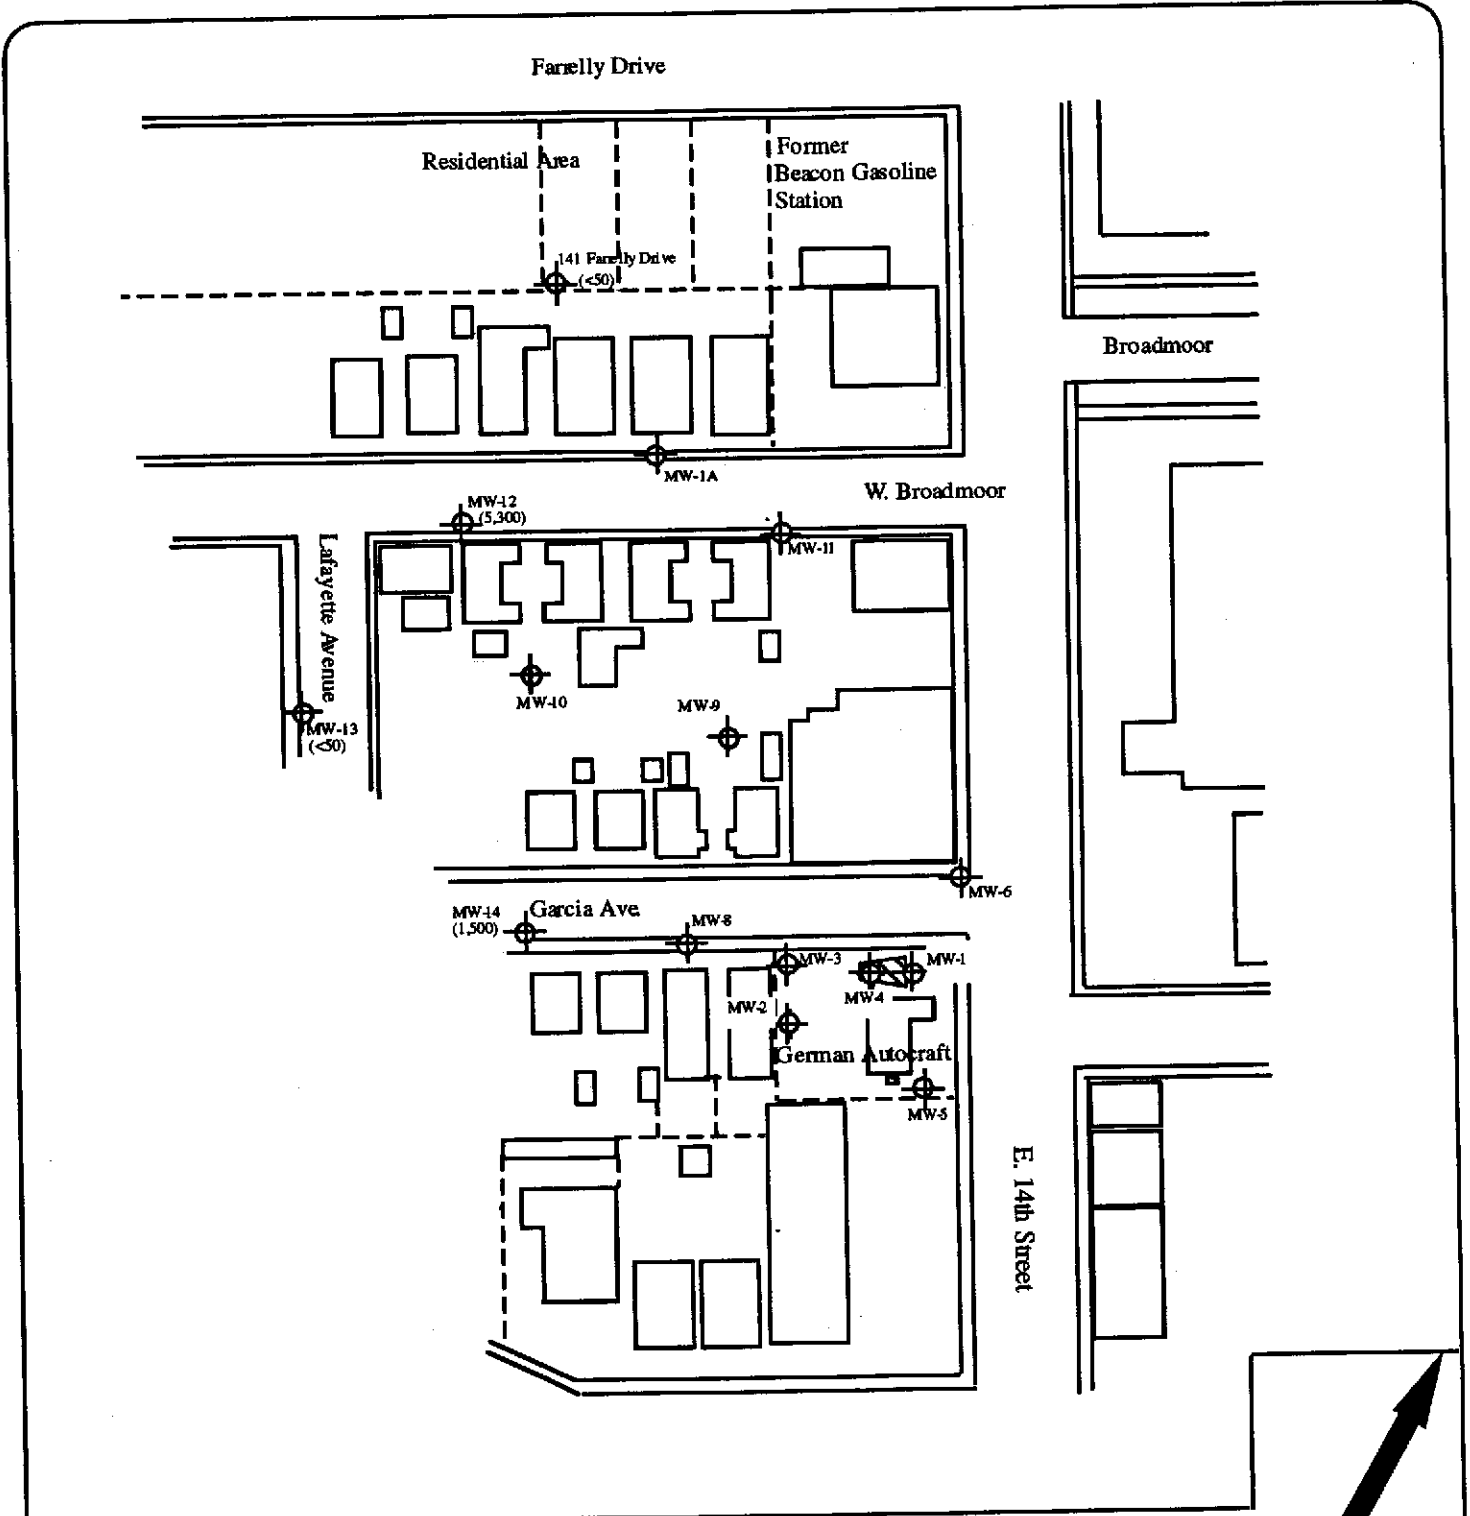 Farrelly Drive
Residential Area
Former
Beacon Gasoline
Station
141 Farrelly Drive
(<50)
Broadmoor
MW-1A
W. Broadmoor
MW-12
(5,300)
MW-11
Lafayette Avenue
MW-10
MW-9
MW-13
(<50)
MW-6
MW-14
(1,500)
Garcia Ave.
MW-8
MW-3
MW-1
MW-4
MW-2
German Autocraft
MW-5
E. 14th Street